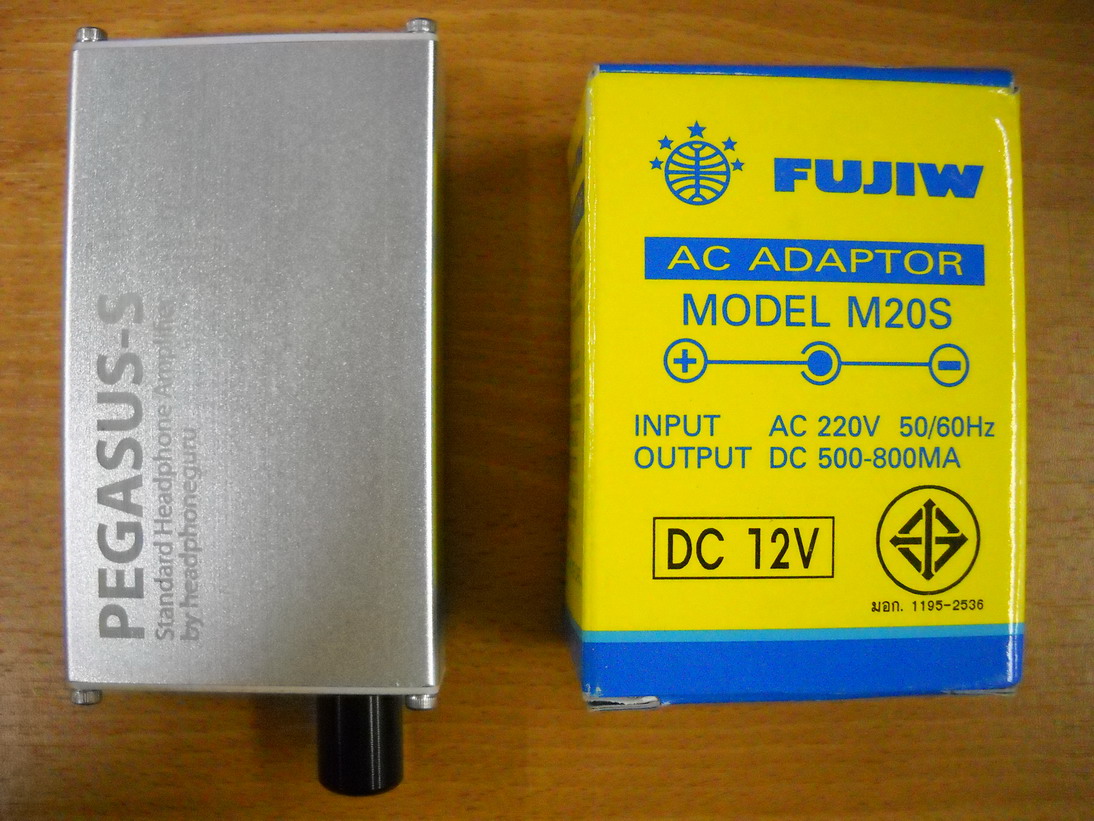 PEGASUS-S
Standard Headphone Amplifier
by headphoneguru
FUJIW
AC ADAPTOR
MODEL M20S
INPUT AC 220V 50/60Hz
OUTPUT DC 500-800MA
DC 12V
มอก. 1195-2536